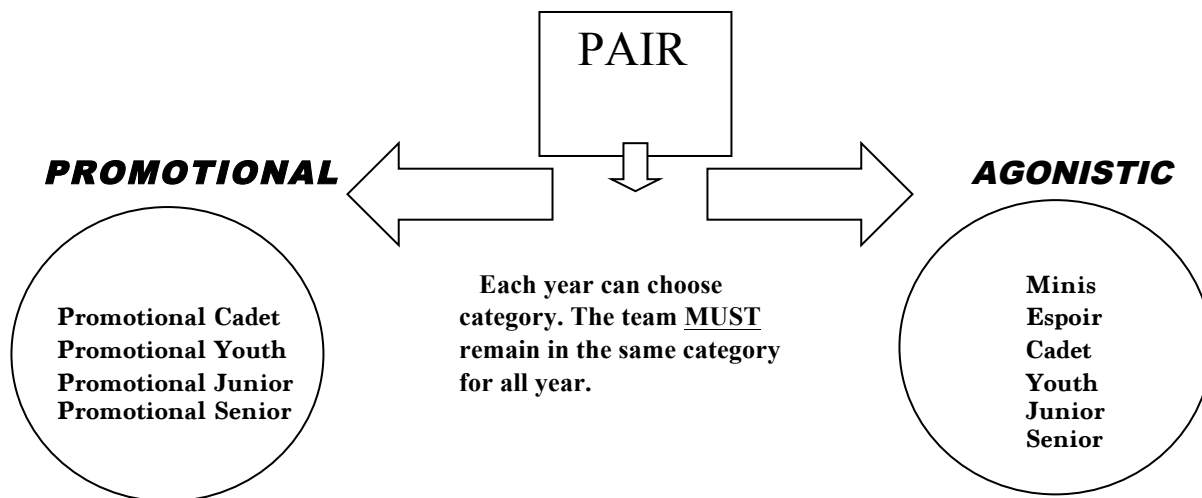 PAIR
PROMOTIONAL
Promotional Cadet
Promotional Youth
Promotional Junior
Promotional Senior
Each year can choose
category. The team MUST
remain in the same category
for all year.
AGONISTIC
Minis
Espoir
Cadet
Youth
Junior
Senior